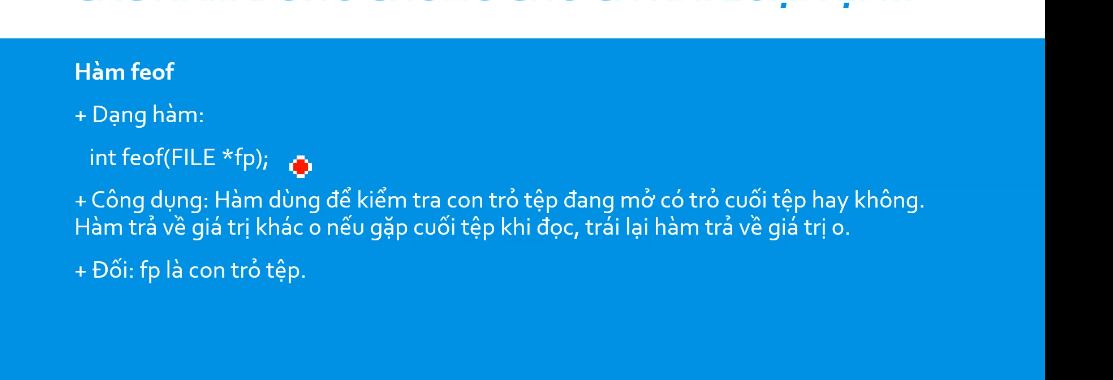 Hàm feof
+ Dạng hàm:
int feof(FILE *fp);
+ Công dụng: Hàm dùng để kiểm tra con trỏ tệp đang mở có trỏ cuối tệp hay không.
Hàm trả về giá trị khác 0 nếu gặp cuối tệp khi đọc, trái lại hàm trả về giá trị 0.
+ Đối: fp là con trỏ tệp.